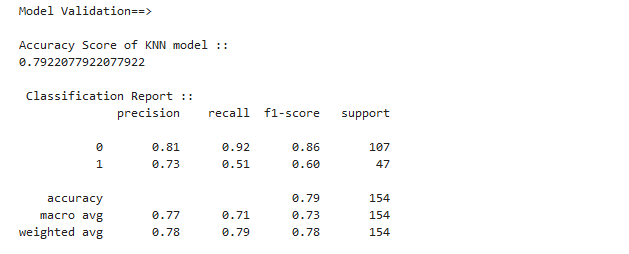 Model Validation==>
Accuracy Score of KNN model ::
0.7922077922077922
Classification Report ::
precision recall f1-score support
0 0.81 0.92 0.86 107
1 0.73 0.51 0.60 47
accuracy 0.79 154
macro avg 0.77 0.71 0.73 154
weighted avg 0.78 0.79 0.78 154